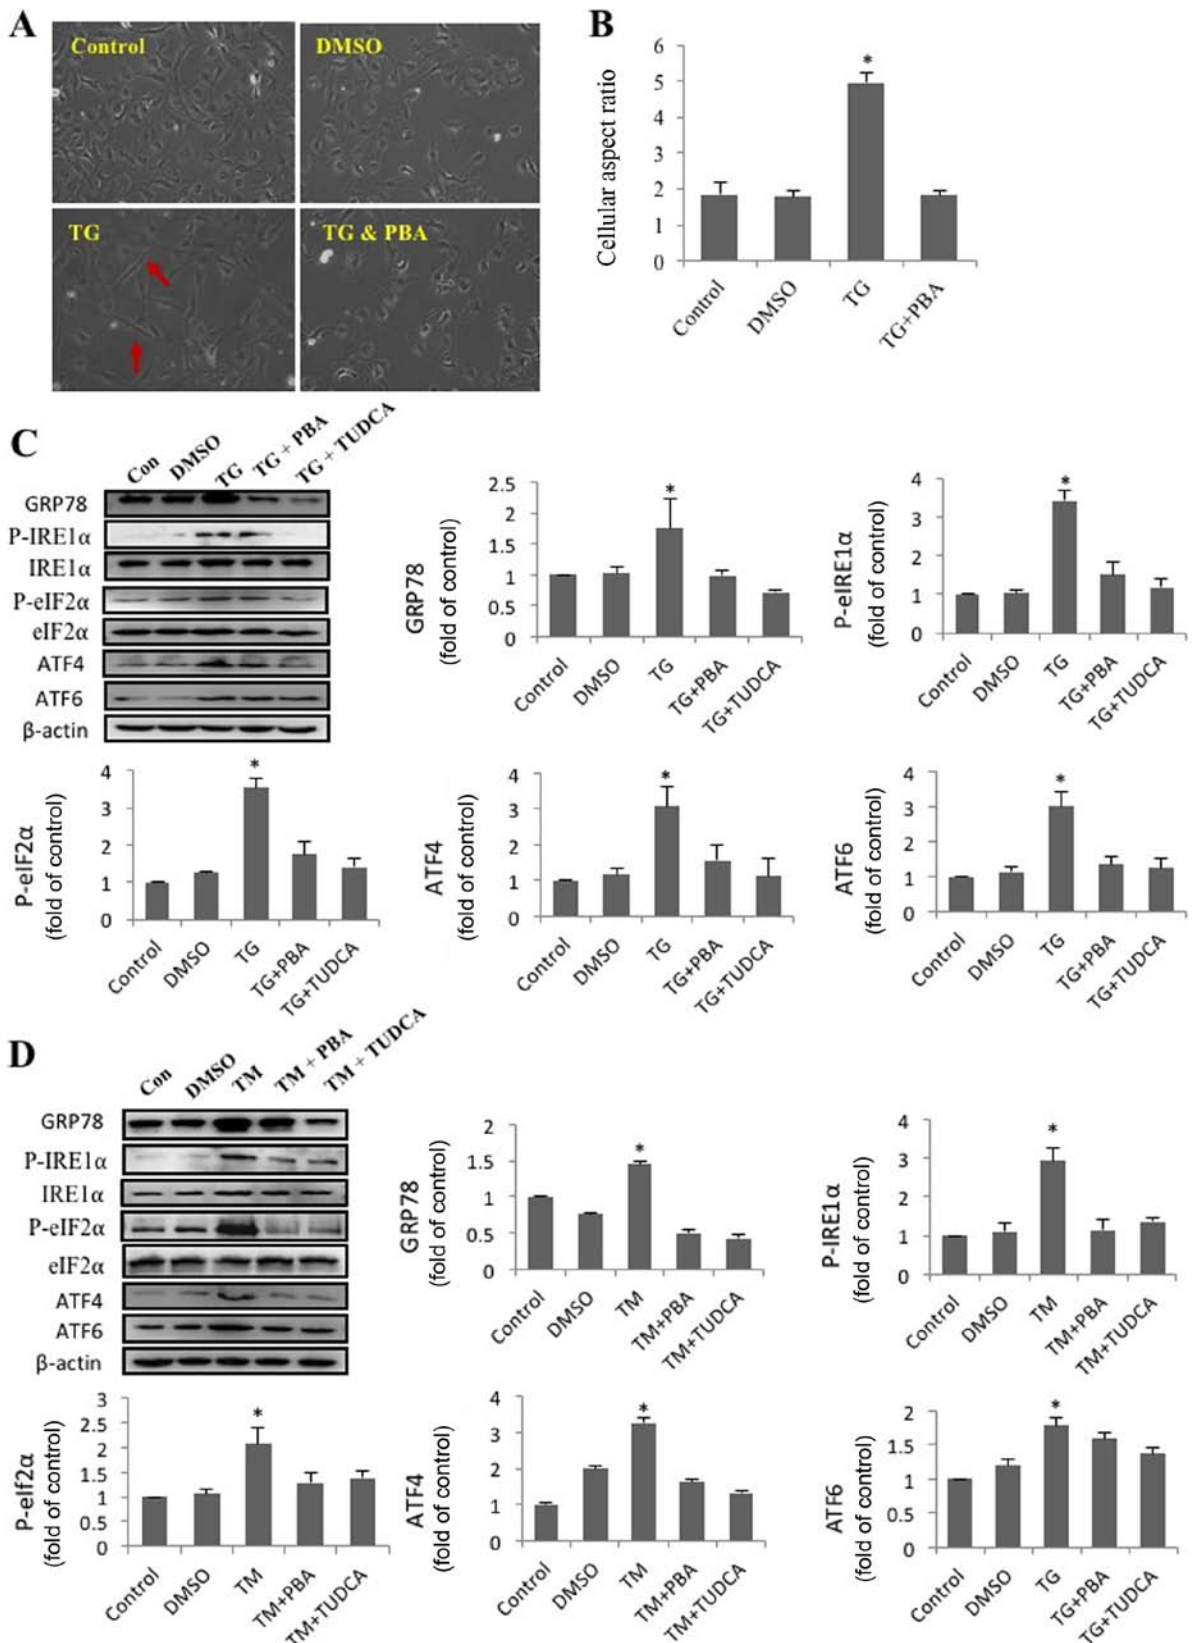 A
Control
DMSO
TG
TG & PBA
B
Cellular aspect ratio
6
5
4
3
2
1
0
*
Control
DMSO
TG
TG+PBA
C
Con
DMSO
TG
TG + PBA
TG + TUDCA
GRP78
P-IRE1α
IRE1α
P-eIF2α
eIF2α
ATF4
ATF6
β-actin
GRP78
(fold of control)
2.5
2
1.5
1
0.5
0
*
Control
DMSO
TG
TG+PBA
TG+TUDCA
P-eIRE1α
(fold of control)
4
3
2
1
0
*
Control
DMSO
TG
TG+PBA
TG+TUDCA
P-eIF2α
(fold of control)
4
3
2
1
0
*
Control
DMSO
TG
TG+PBA
TG+TUDCA
ATF4
(fold of control)
4
3
2
1
0
*
Control
DMSO
TG
TG+PBA
TG+TUDCA
ATF6
(fold of control)
4
3
2
1
0
*
Control
DMSO
TG
TG+PBA
TG+TUDCA
D
Con
DMSO
TM
TM + PBA
TM + TUDCA
GRP78
P-IRE1α
IRE1α
P-eIF2α
eIF2α
ATF4
ATF6
β-actin
GRP78
(fold of control)
2
1.5
1
0.5
0
*
Control
DMSO
TM
TM+PBA
TM+TUDCA
P-IRE1α
(fold of control)
4
3
2
1
0
*
Control
DMSO
TM
TM+PBA
TM+TUDCA
P-eIf2α
(fold of control)
3
2.5
2
1.5
1
0.5
0
*
Control
DMSO
TM
TM+PBA
TM+TUDCA
ATF4
(fold of control)
4
3
2
1
0
*
Control
DMSO
TM
TM+PBA
TM+TUDCA
ATF6
(fold of control)
2
1.5
1
0.5
0
*
Control
DMSO
TG
TG+PBA
TG+TUDCA